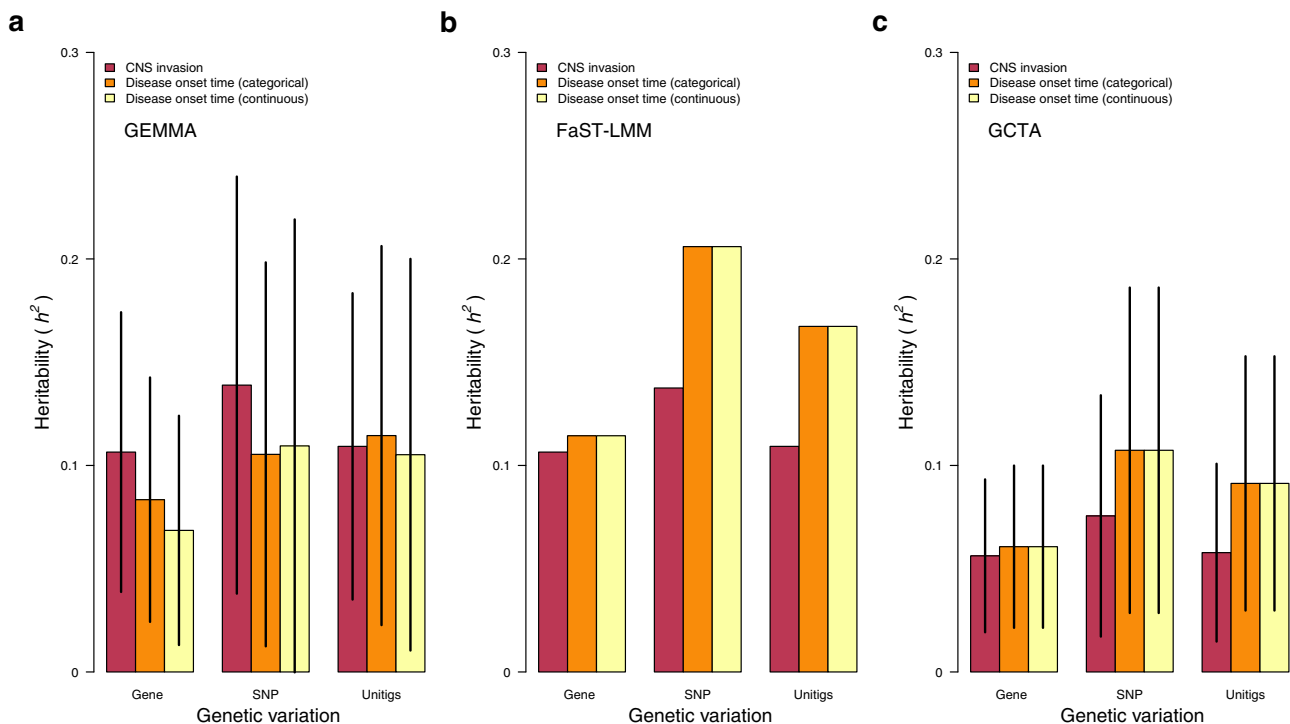 a
0.3
CNS invasion
Disease onset time (categorical)
Disease onset time (continuous)
GEMMA
0.2
0.1
0
Heritability ( h² )
Gene
SNP
Unitigs
Genetic variation
b
0.3
CNS invasion
Disease onset time (categorical)
Disease onset time (continuous)
FaST-LMM
0.2
0.1
0
Heritability ( h² )
Gene
SNP
Unitigs
Genetic variation
c
0.3
CNS invasion
Disease onset time (categorical)
Disease onset time (continuous)
GCTA
0.2
0.1
0
Heritability ( h² )
Gene
SNP
Unitigs
Genetic variation